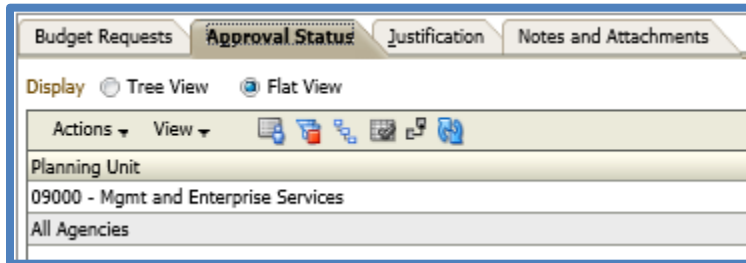 Budget Requests Approval Status Justification Notes and Attachments
Display Tree View Flat View
Actions View
Planning Unit
09000 - Mgmt and Enterprise Services
All Agencies